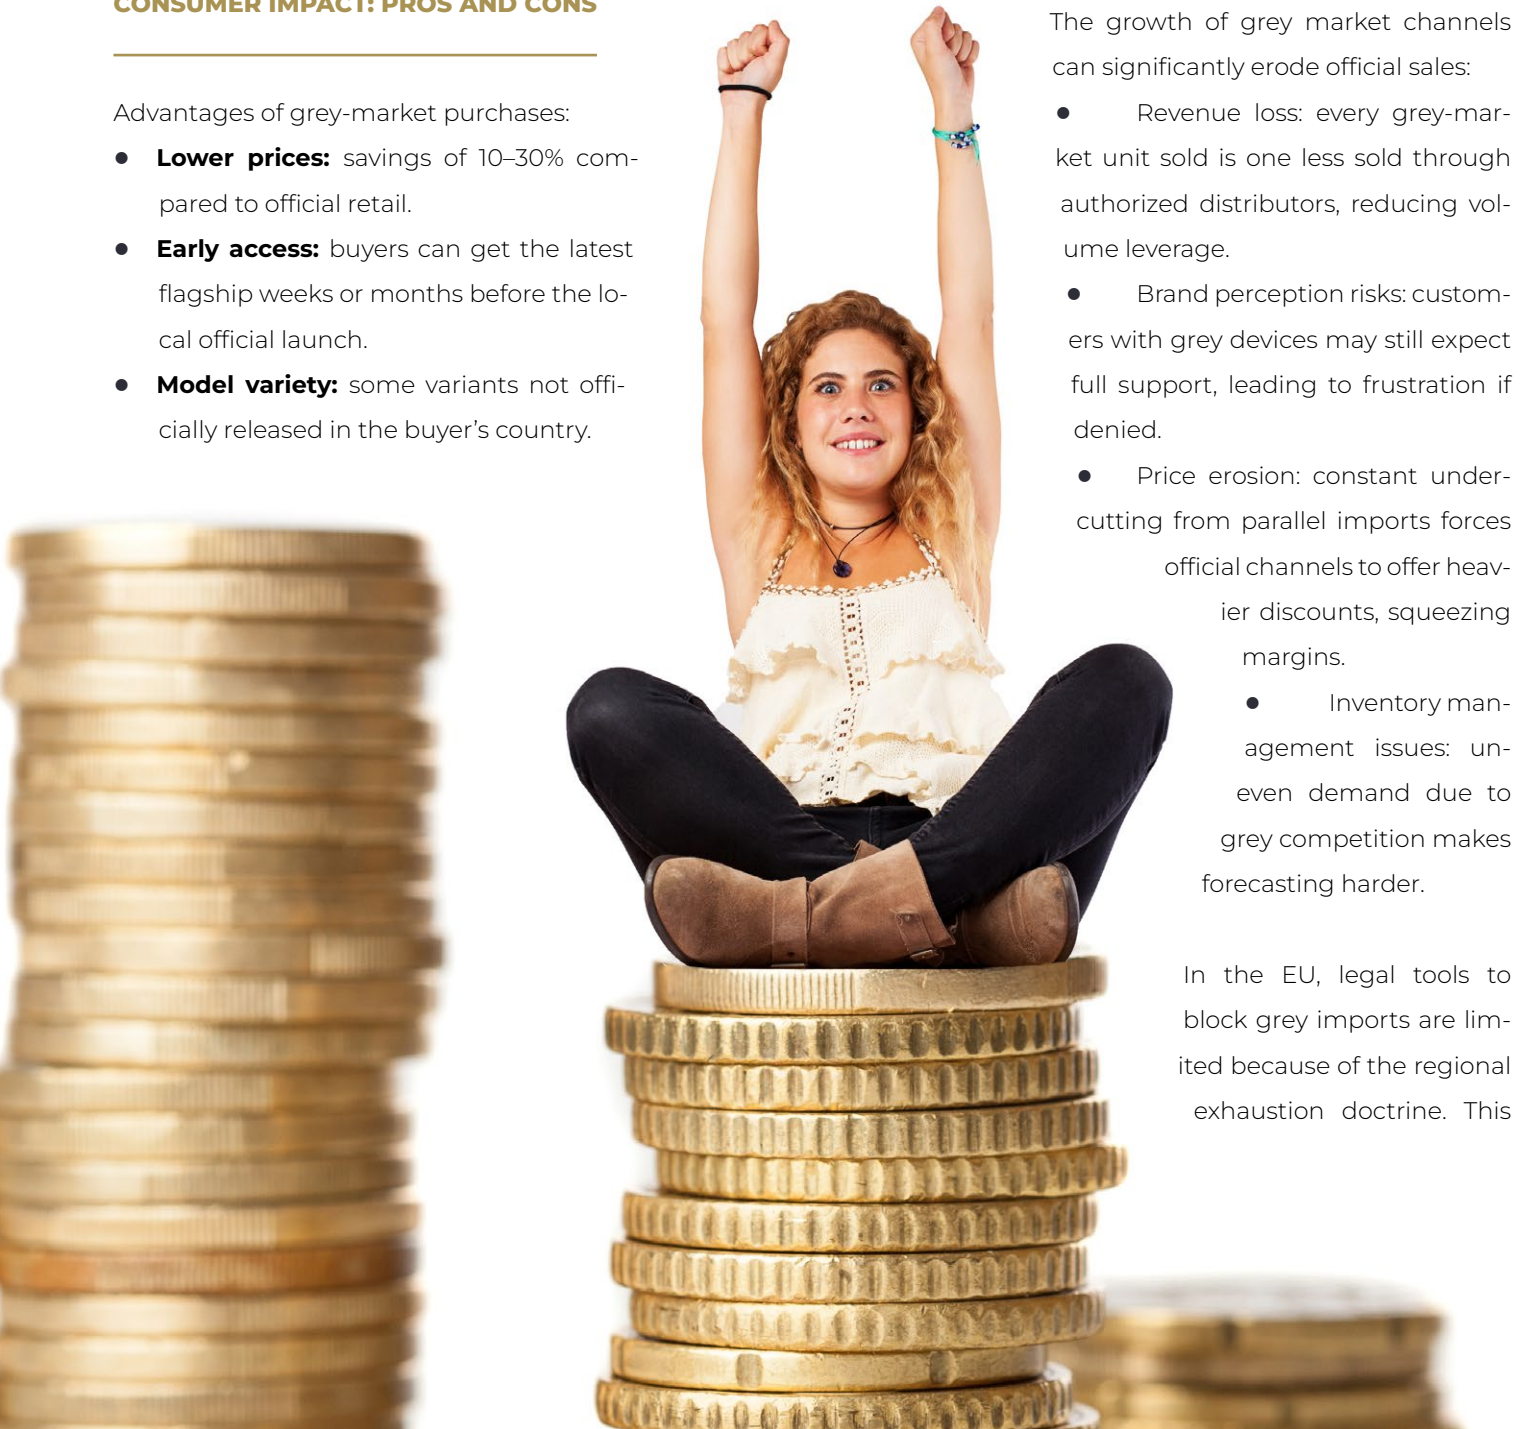 CONSUMER IMPACT: PROS AND CONS
Advantages of grey-market purchases:
● Lower prices: savings of 10–30% com-
pared to official retail.
● Early access: buyers can get the latest
flagship weeks or months before the lo-
cal official launch.
● Model variety: some variants not offi-
cially released in the buyer's country.
The growth of grey market channels
can significantly erode official sales:
● Revenue loss: every grey-mar-
ket unit sold is one less sold through
authorized distributors, reducing vol-
ume leverage.
● Brand perception risks: custom-
ers with grey devices may still expect
full support, leading to frustration if
denied.
● Price erosion: constant under-
cutting from parallel imports forces
official channels to offer heav-
ier discounts, squeezing
margins.
● Inventory man-
agement issues: un-
even demand due to
grey competition makes
forecasting harder.
In the EU, legal tools to
block grey imports are lim-
ited because of the regional
exhaustion doctrine. This